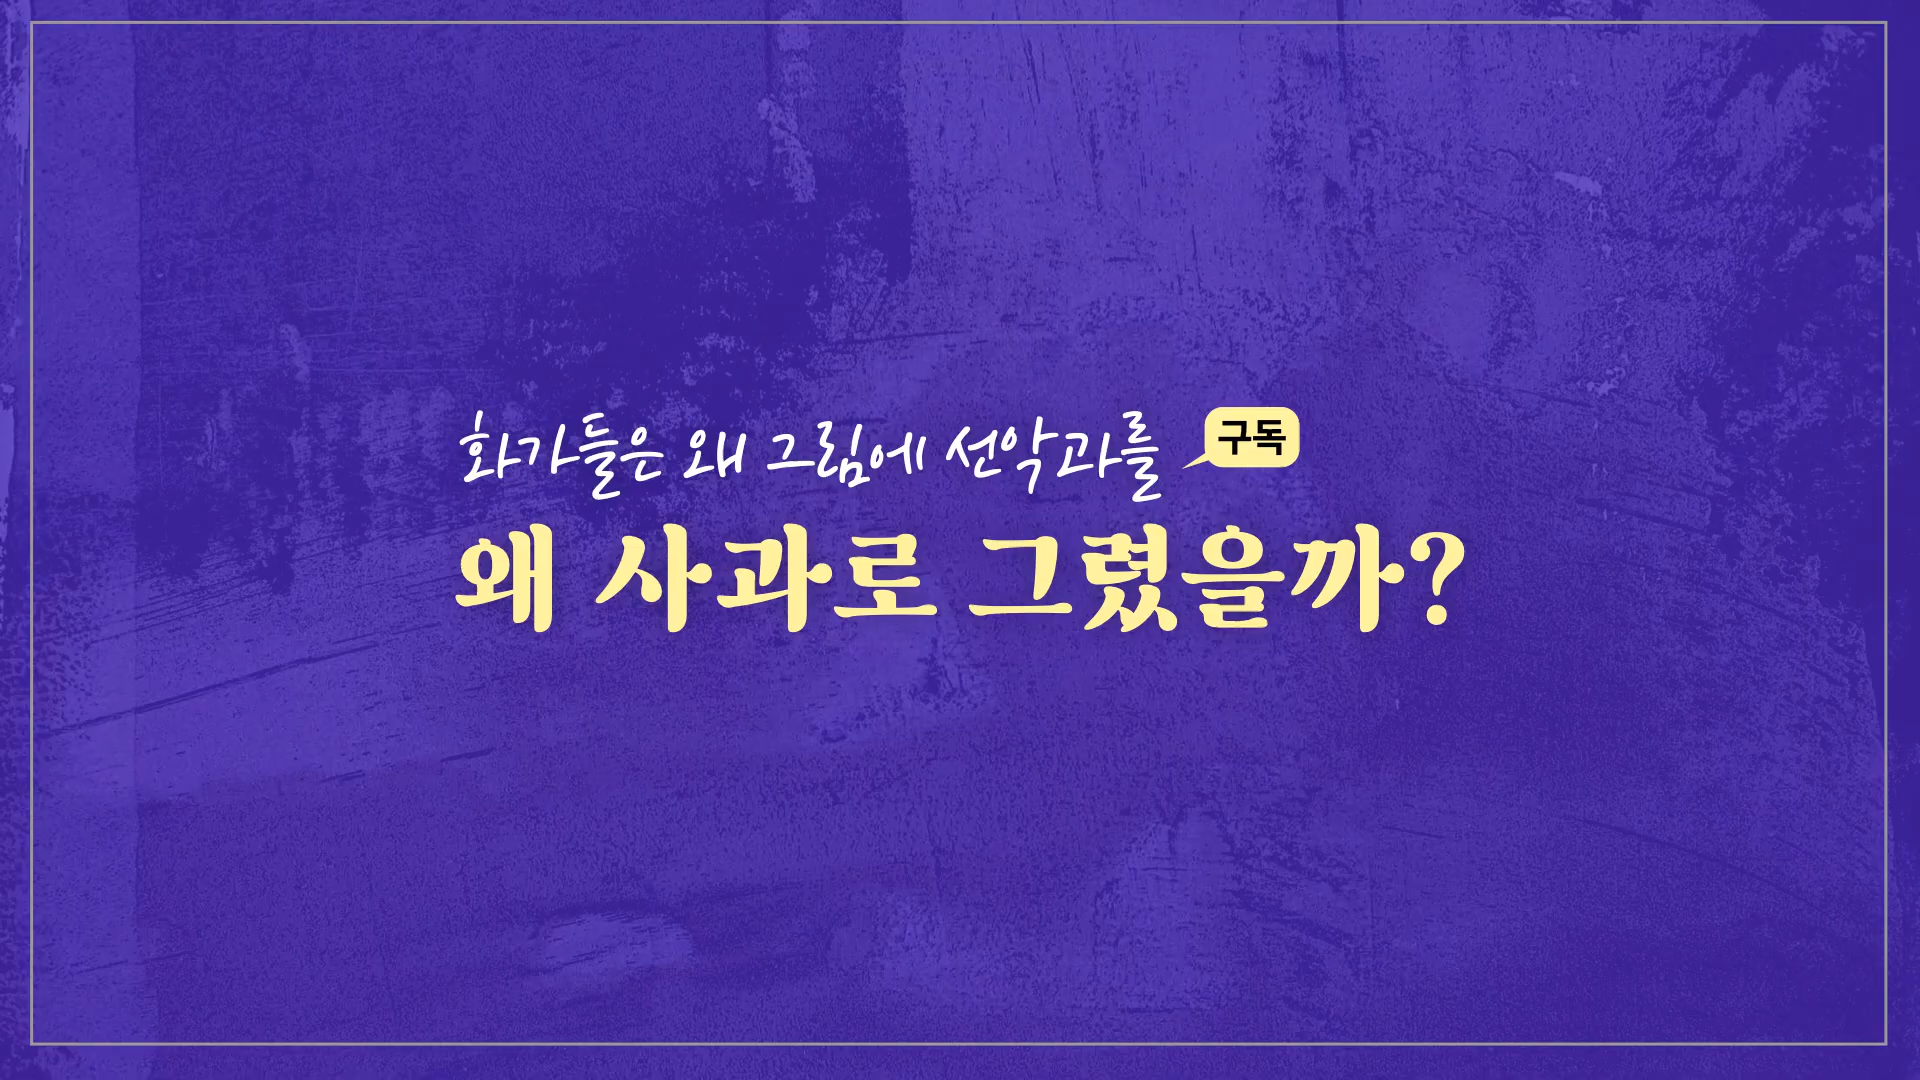 화가들은 왜 그림에 선악과를
구독
왜 사과로 그렸을까?